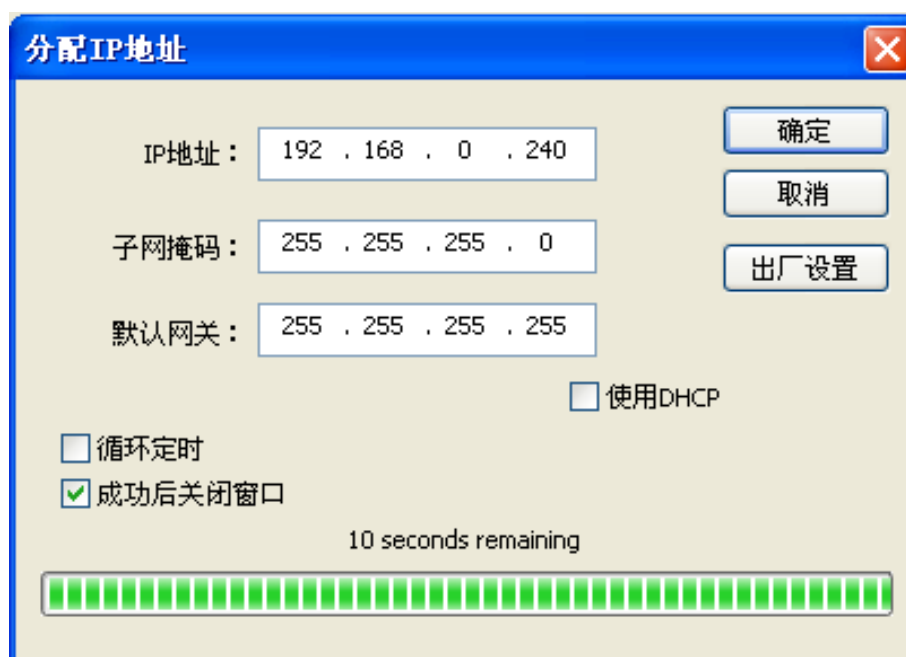 分配IP地址
IP地址： 192 . 168 . 0 . 240
确定
取消
子网掩码： 255 . 255 . 255 . 0
出厂设置
默认网关： 255 . 255 . 255 . 255
使用DHCP
循环定时
成功后关闭窗口
10 seconds remaining